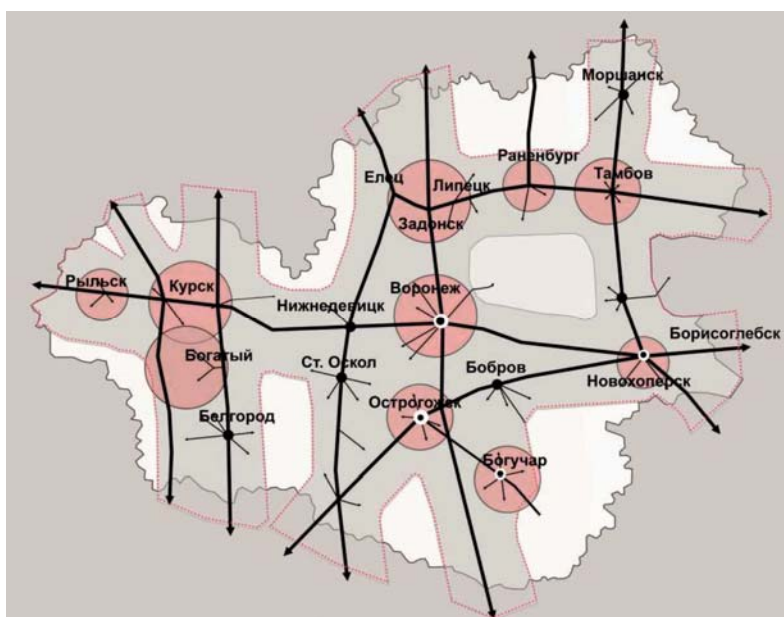 Моршанск
Раненбург
Тамбов
Елец
Липецк
Задонск
Рыльск
Курск
Воронеж
Нижнедевицк
Борисоглебск
Богатый
Ст. Оскол
Бобров
Новохоперск
Острогожск
Белгород
Богучар